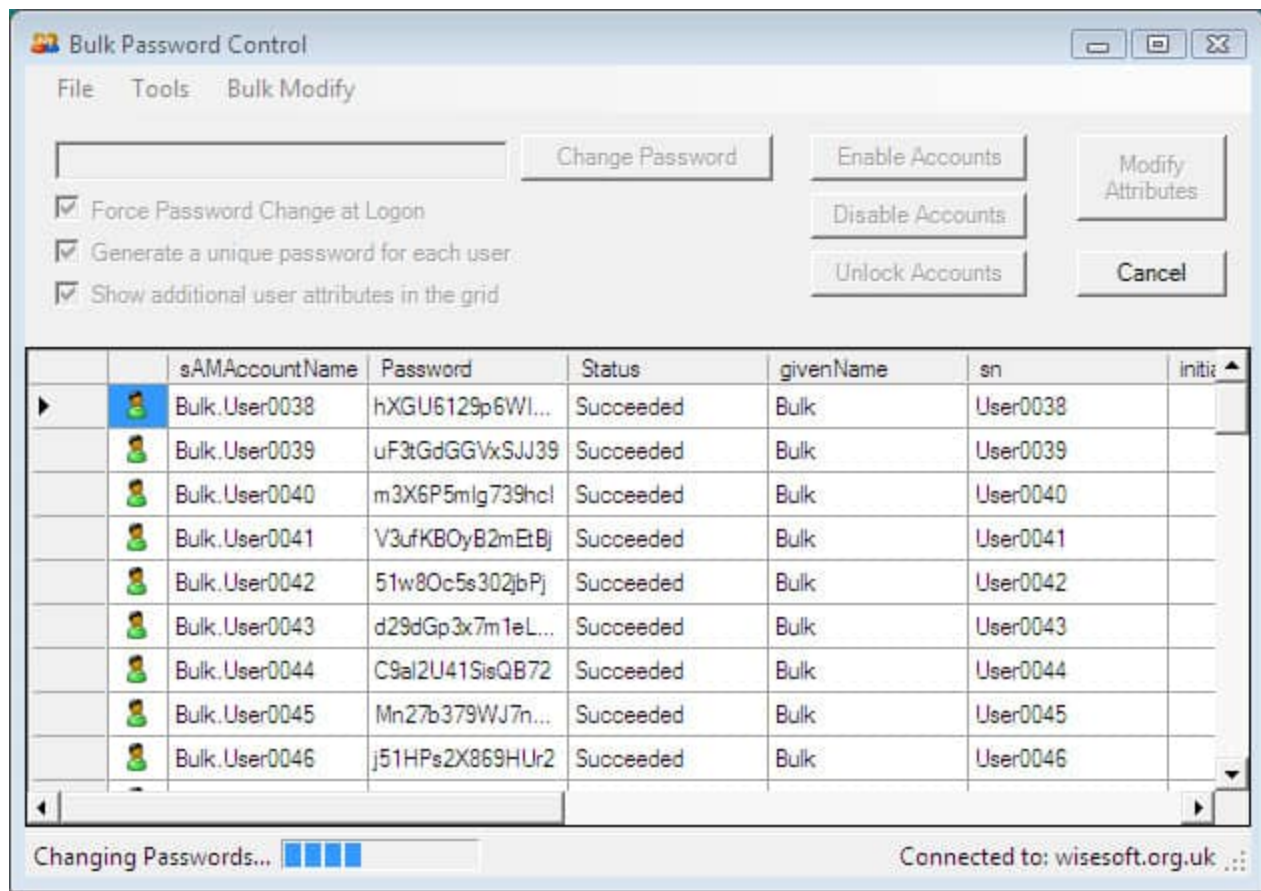 Bulk Password Control
File Tools Bulk Modify
Change Password Enable Accounts Modify Attributes
Force Password Change at Logon Disable Accounts
Generate a unique password for each user
Show additional user attributes in the grid Unlock Accounts Cancel
sAMAccountName Password Status givenName sn initia
Bulk.User0038 hXGU6129p6WI... Succeeded Bulk User0038
Bulk.User0039 uF3tGdGGVxSJJ39 Succeeded Bulk User0039
Bulk.User0040 m3X6P5mIg739hcI Succeeded Bulk User0040
Bulk.User0041 V3ufKBOyB2mEtBj Succeeded Bulk User0041
Bulk.User0042 51w8Oc5s302jbPj Succeeded Bulk User0042
Bulk.User0043 d29dGp3x7m1eL... Succeeded Bulk User0043
Bulk.User0044 C9aI2U41SisQB72 Succeeded Bulk User0044
Bulk.User0045 Mn27b379WJ7n... Succeeded Bulk User0045
Bulk.User0046 j51HPs2X869HUr2 Succeeded Bulk User0046
Changing Passwords... Connected to: wisesoft.org.uk